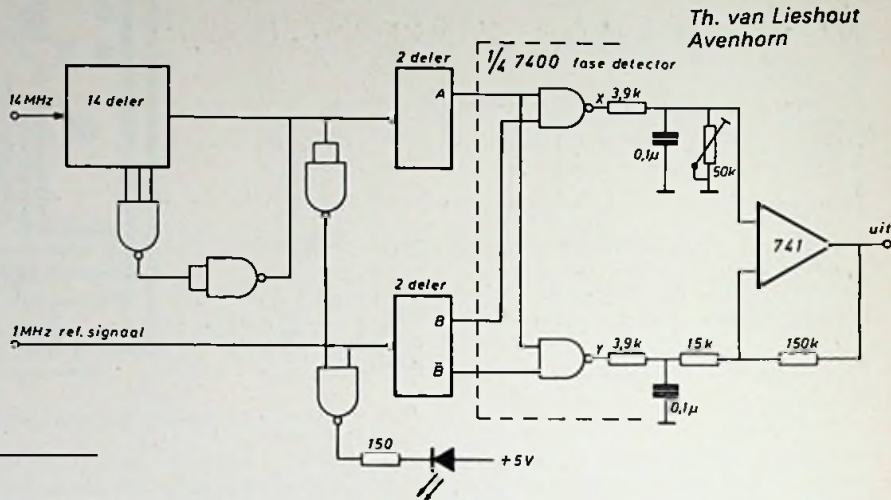 Th. van Lieshout
Avenhorn
2 deler
1/4 7400 fase detector
14 MHz
14 deler
A
X
3,9k
0,1µ
50k
741
uit
2 deler
1MHz ref. signaal
B
B̅
Y
3,9k
15k
150k
0,1µ
150
+5V